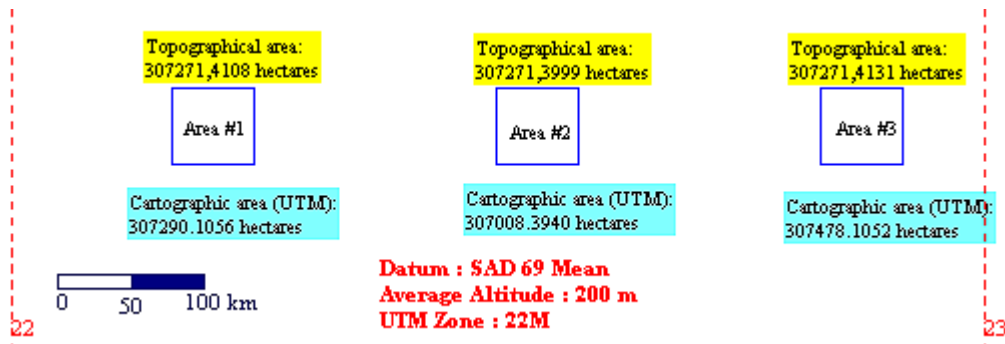 Topographical area:
307271,4108 hectares
Topographical area:
307271,3999 hectares
Topographical area:
307271,4131 hectares
Area #1
Area #2
Area #3
Cartographic area (UTM):
307290.1056 hectares
Cartographic area (UTM):
307008.3940 hectares
Cartographic area (UTM):
307478.1052 hectares
0 50 100 km
Datum : SAD 69 Mean
Average Altitude : 200 m
UTM Zone : 22M
22
23